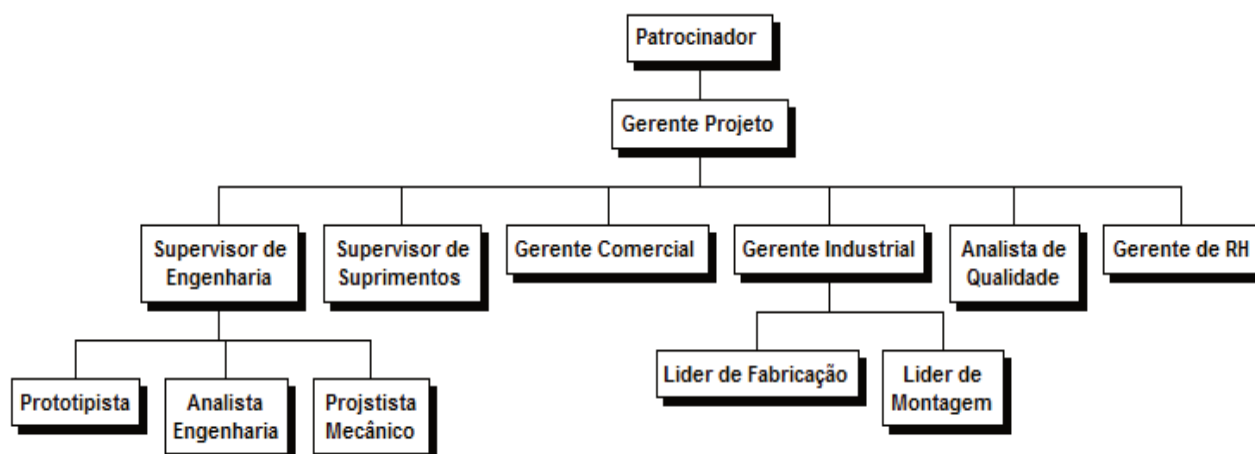 Patrocinador
Gerente Projeto
Supervisor de
Engenharia
Supervisor de
Suprimentos
Gerente Comercial
Gerente Industrial
Analista de
Qualidade
Gerente de RH
Prototipista
Analista
Engenharia
Projstista
Mecânico
Lider de Fabricação
Lider de
Montagem